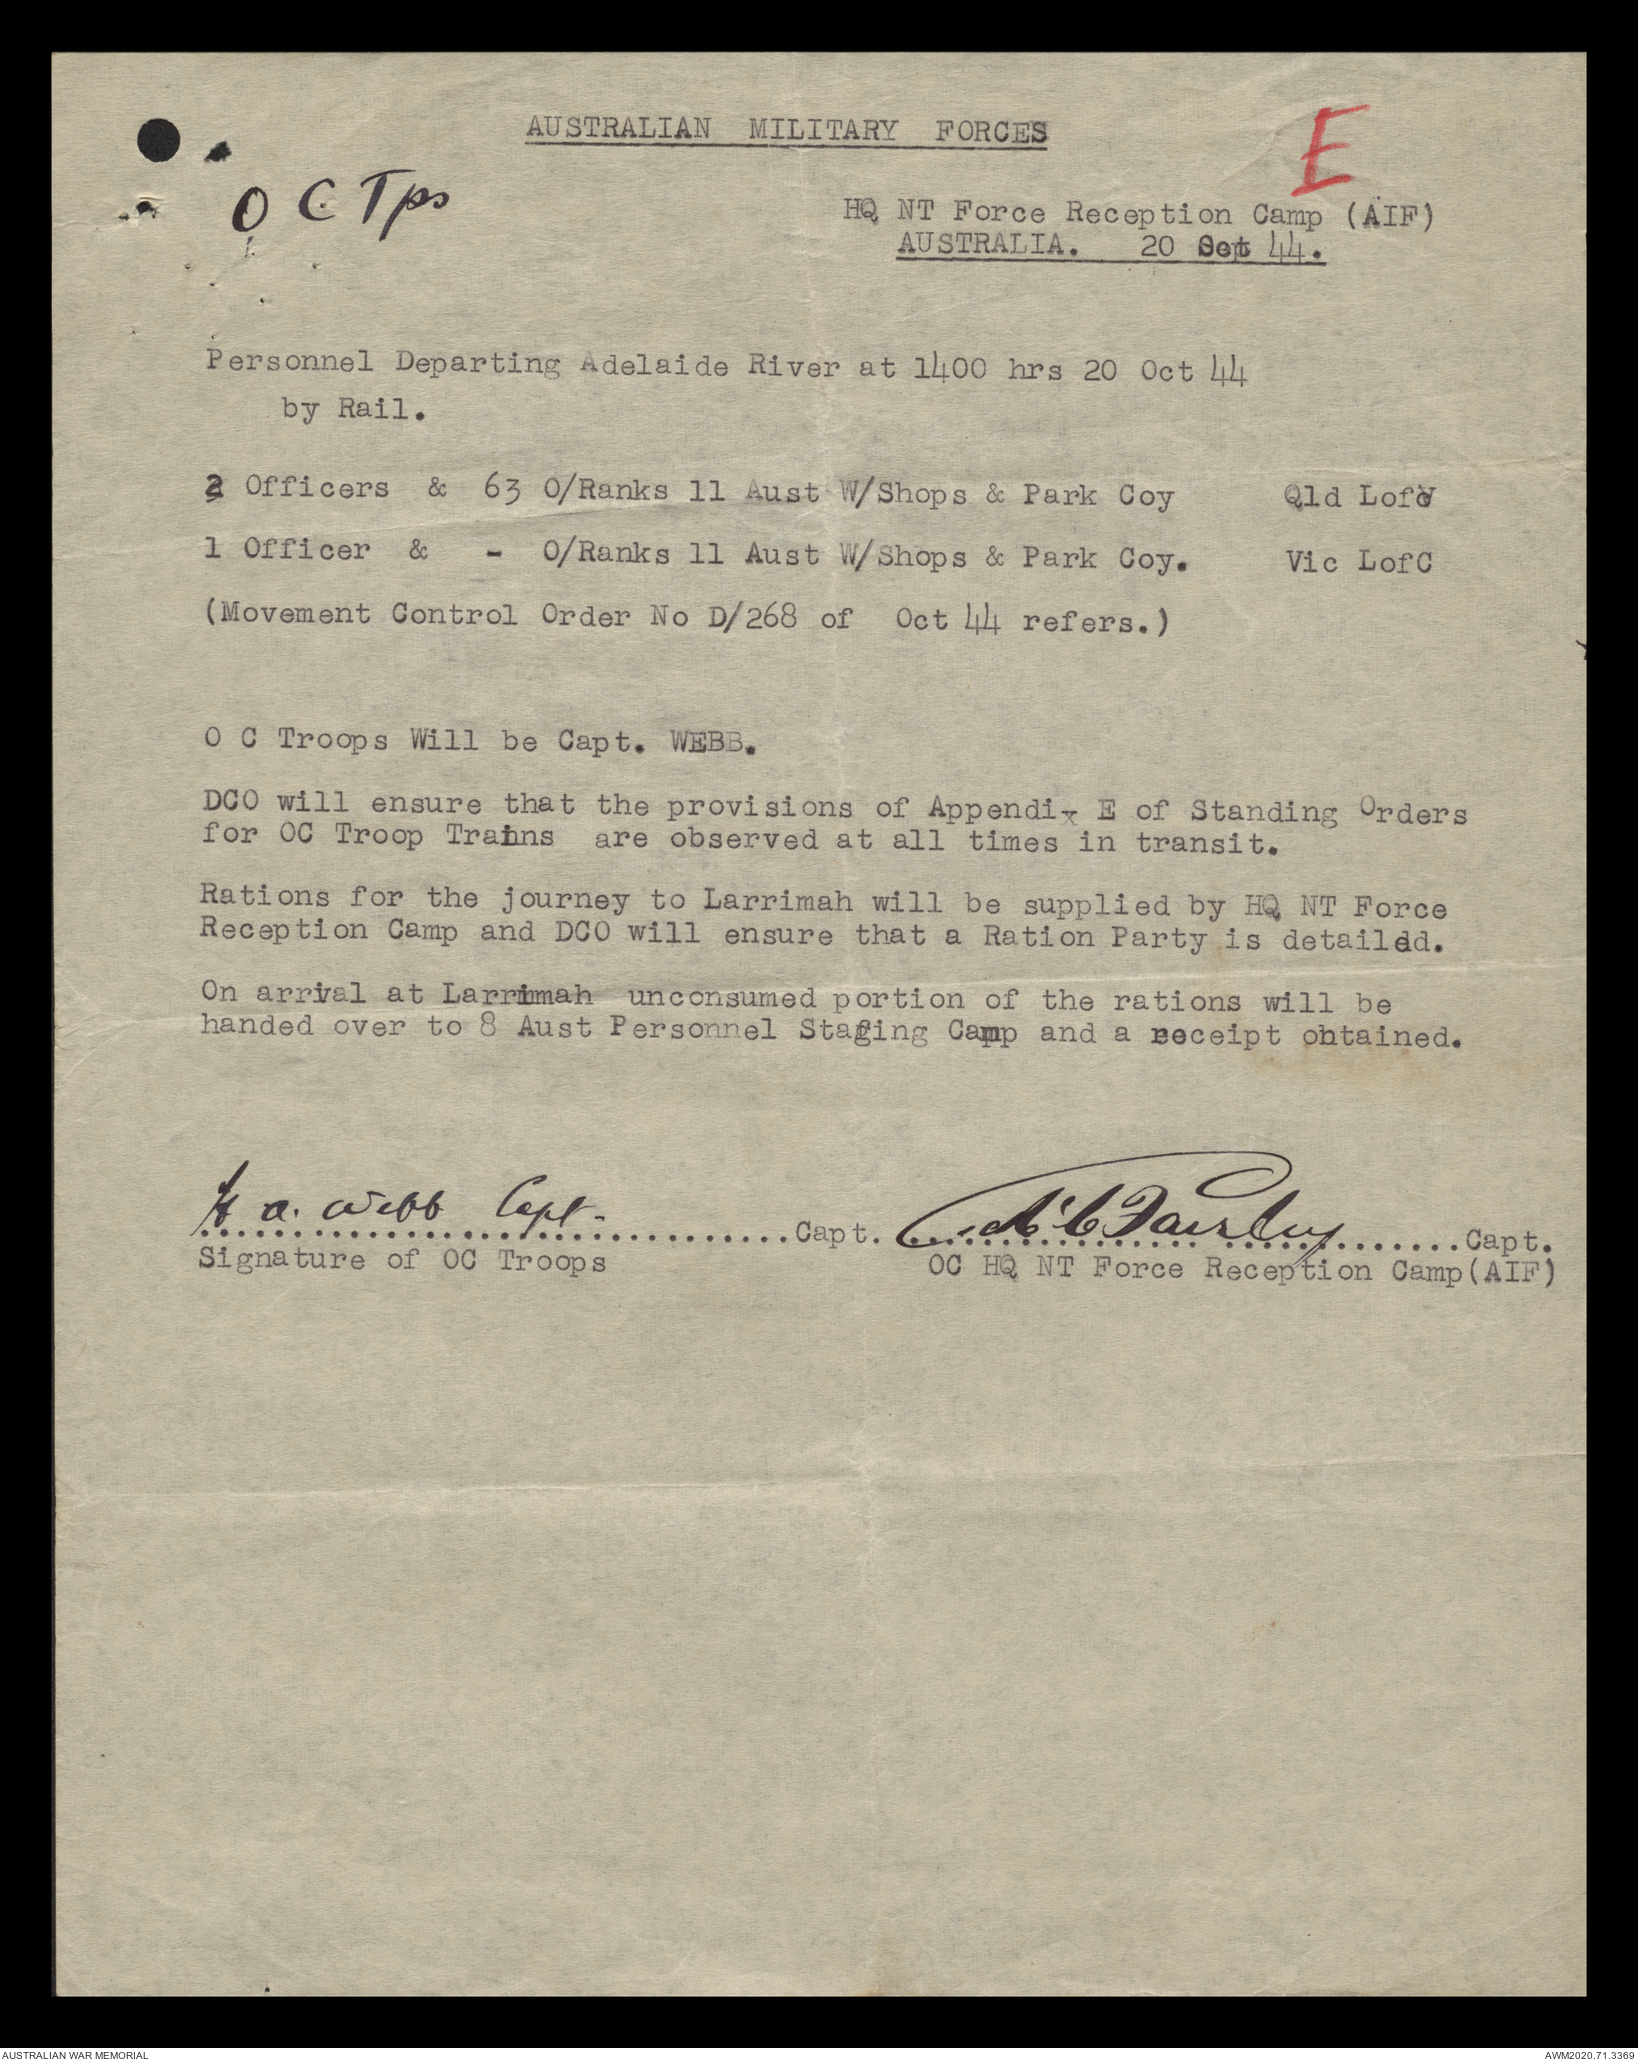 AUSTRALIAN MILITARY FORCES
E
O C Tps
HQ NT Force Reception Camp (AIF)
AUSTRALIA. 20 Oct 44.
Personnel Departing Adelaide River at 1400 hrs 20 Oct 44
by Rail.
2 Officers & 63 O/Ranks 11 Aust W/Shops & Park Coy Qld LofC
1 Officer & - O/Ranks 11 Aust W/Shops & Park Coy. Vic LofC
(Movement Control Order No D/268 of Oct 44 refers.)
O C Troops Will be Capt. WEBB.
DCO will ensure that the provisions of Appendix E of Standing Orders
for OC Troop Trains are observed at all times in transit.
Rations for the journey to Larrimah will be supplied by HQ NT Force
Reception Camp and DCO will ensure that a Ration Party is detailed.
On arrival at Larrimah unconsumed portion of the rations will be
handed over to 8 Aust Personnel Staging Camp and a receipt obtained.
H a. Webb Capt. ................................Capt. Fairley ..............................Capt.
Signature of OC Troops OC HQ NT Force Reception Camp(AIF)
AUSTRALIAN WAR MEMORIAL AWM2020.71.3369